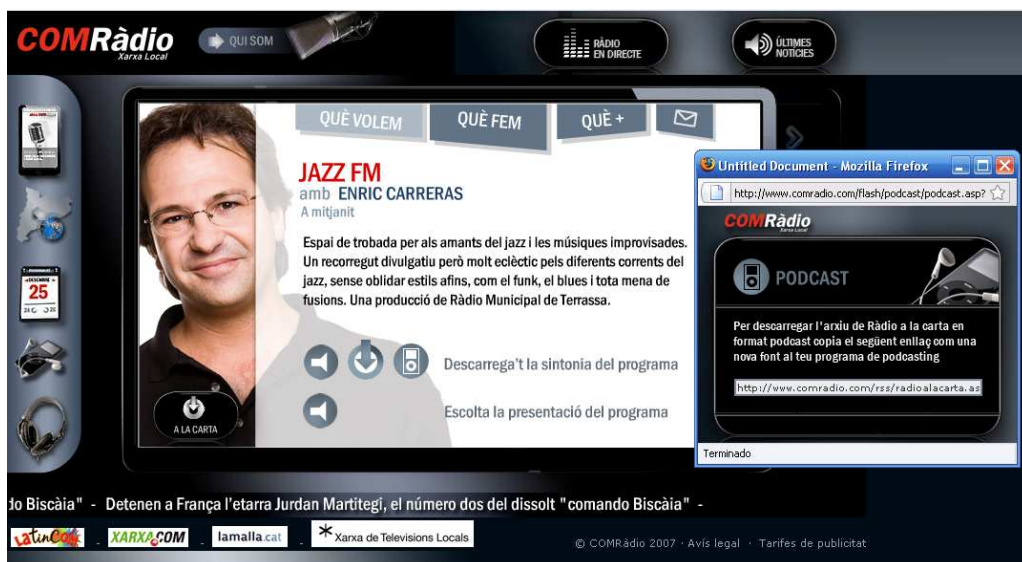 COMRàdio
Xarxa Local
QUI SOM
RÀDIO
EN DIRECTE
ÚLTIMES
NOTÍCIES
QUÈ VOLEM
QUÈ FEM
QUÈ +
JAZZ FM
amb ENRIC CARRERAS
A mitjanit
Espai de trobada per als amants del jazz i les músiques improvisades.
Un recorregut divulgatiu però molt eclèctic pels diferents corrents del
jazz, sense oblidar estils afins, com el funk, el blues i tota mena de
fusions. Una producció de Ràdio Municipal de Terrassa.
Descarrega't la sintonia del programa
Escolta la presentació del programa
A LA CARTA
25
Untitled Document - Mozilla Firefox
http://www.comradio.com/flash/podcast/podcast.asp?
COMRàdio
Xarxa Local
PODCAST
Per descarregar l'arxiu de Ràdio a la carta en
format podcast copia el següent enllaç com una
nova font al teu programa de podcasting
http://www.comradio.com/rss/radioalacarta.as
Terminado
do Biscàia" - Detenen a França l'etarra Jurdan Martitegi, el número dos del dissolt "comando Biscàia" -
LatinCOM
XARXACOM
lamalla.cat
Xarxa de Televisions Locals
© COMRàdio 2007 · Avís legal · Tarifes de publicitat